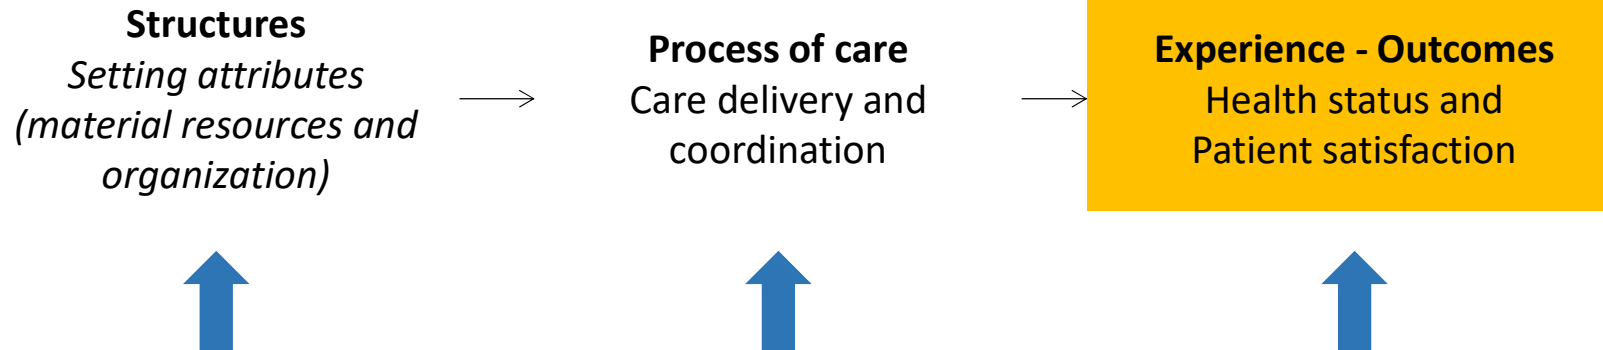 Structures
Setting attributes
(material resources and
organization)
Process of care
Care delivery and
coordination
Experience - Outcomes
Health status and
Patient satisfaction